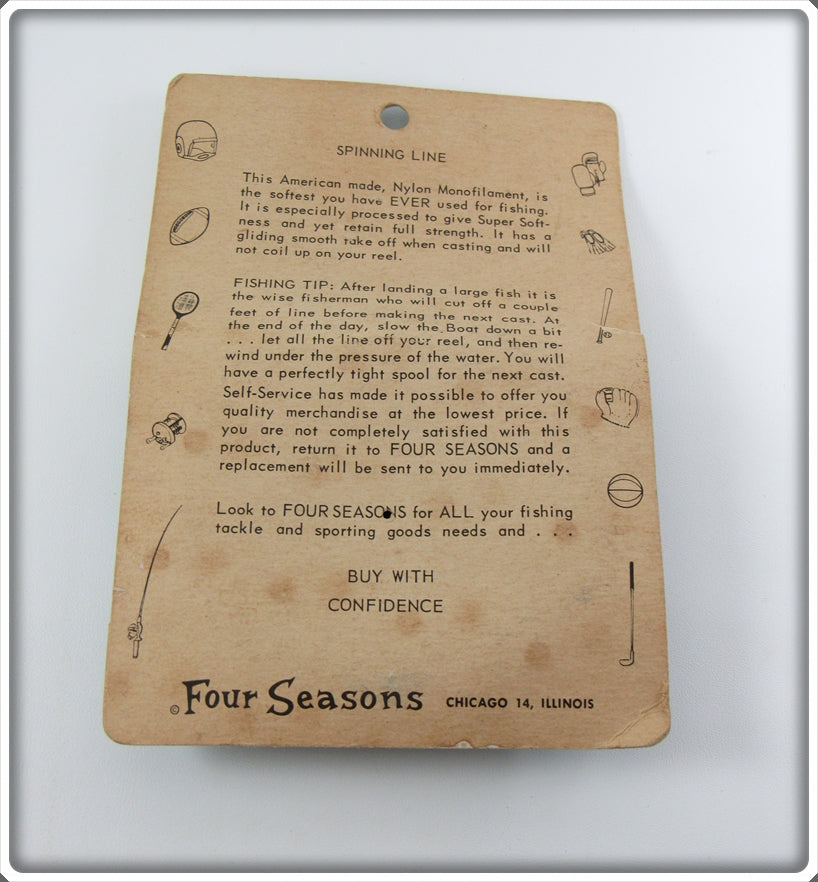 SPINNING LINE
This American made, Nylon Monofilament, is
the softest you have EVER used for fishing.
It is especially processed to give Super Soft-
ness and yet retain full strength. It has a
gliding smooth take off when casting and will
not coil up on your reel.
FISHING TIP: After landing a large fish it is
the wise fisherman who will cut off a couple
feet of line before making the next cast. At
the end of the day, slow the Boat down a bit
. . . let all the line off your reel, and then re-
wind under the pressure of the water. You will
have a perfectly tight spool for the next cast.
Self-Service has made it possible to offer you
quality merchandise at the lowest price. If
you are not completely satisfied with this
product, return it to FOUR SEASONS and a
replacement will be sent to you immediately.
Look to FOUR SEASONS for ALL your fishing
tackle and sporting goods needs and . . .
BUY WITH
CONFIDENCE
© Four Seasons CHICAGO 14, ILLINOIS